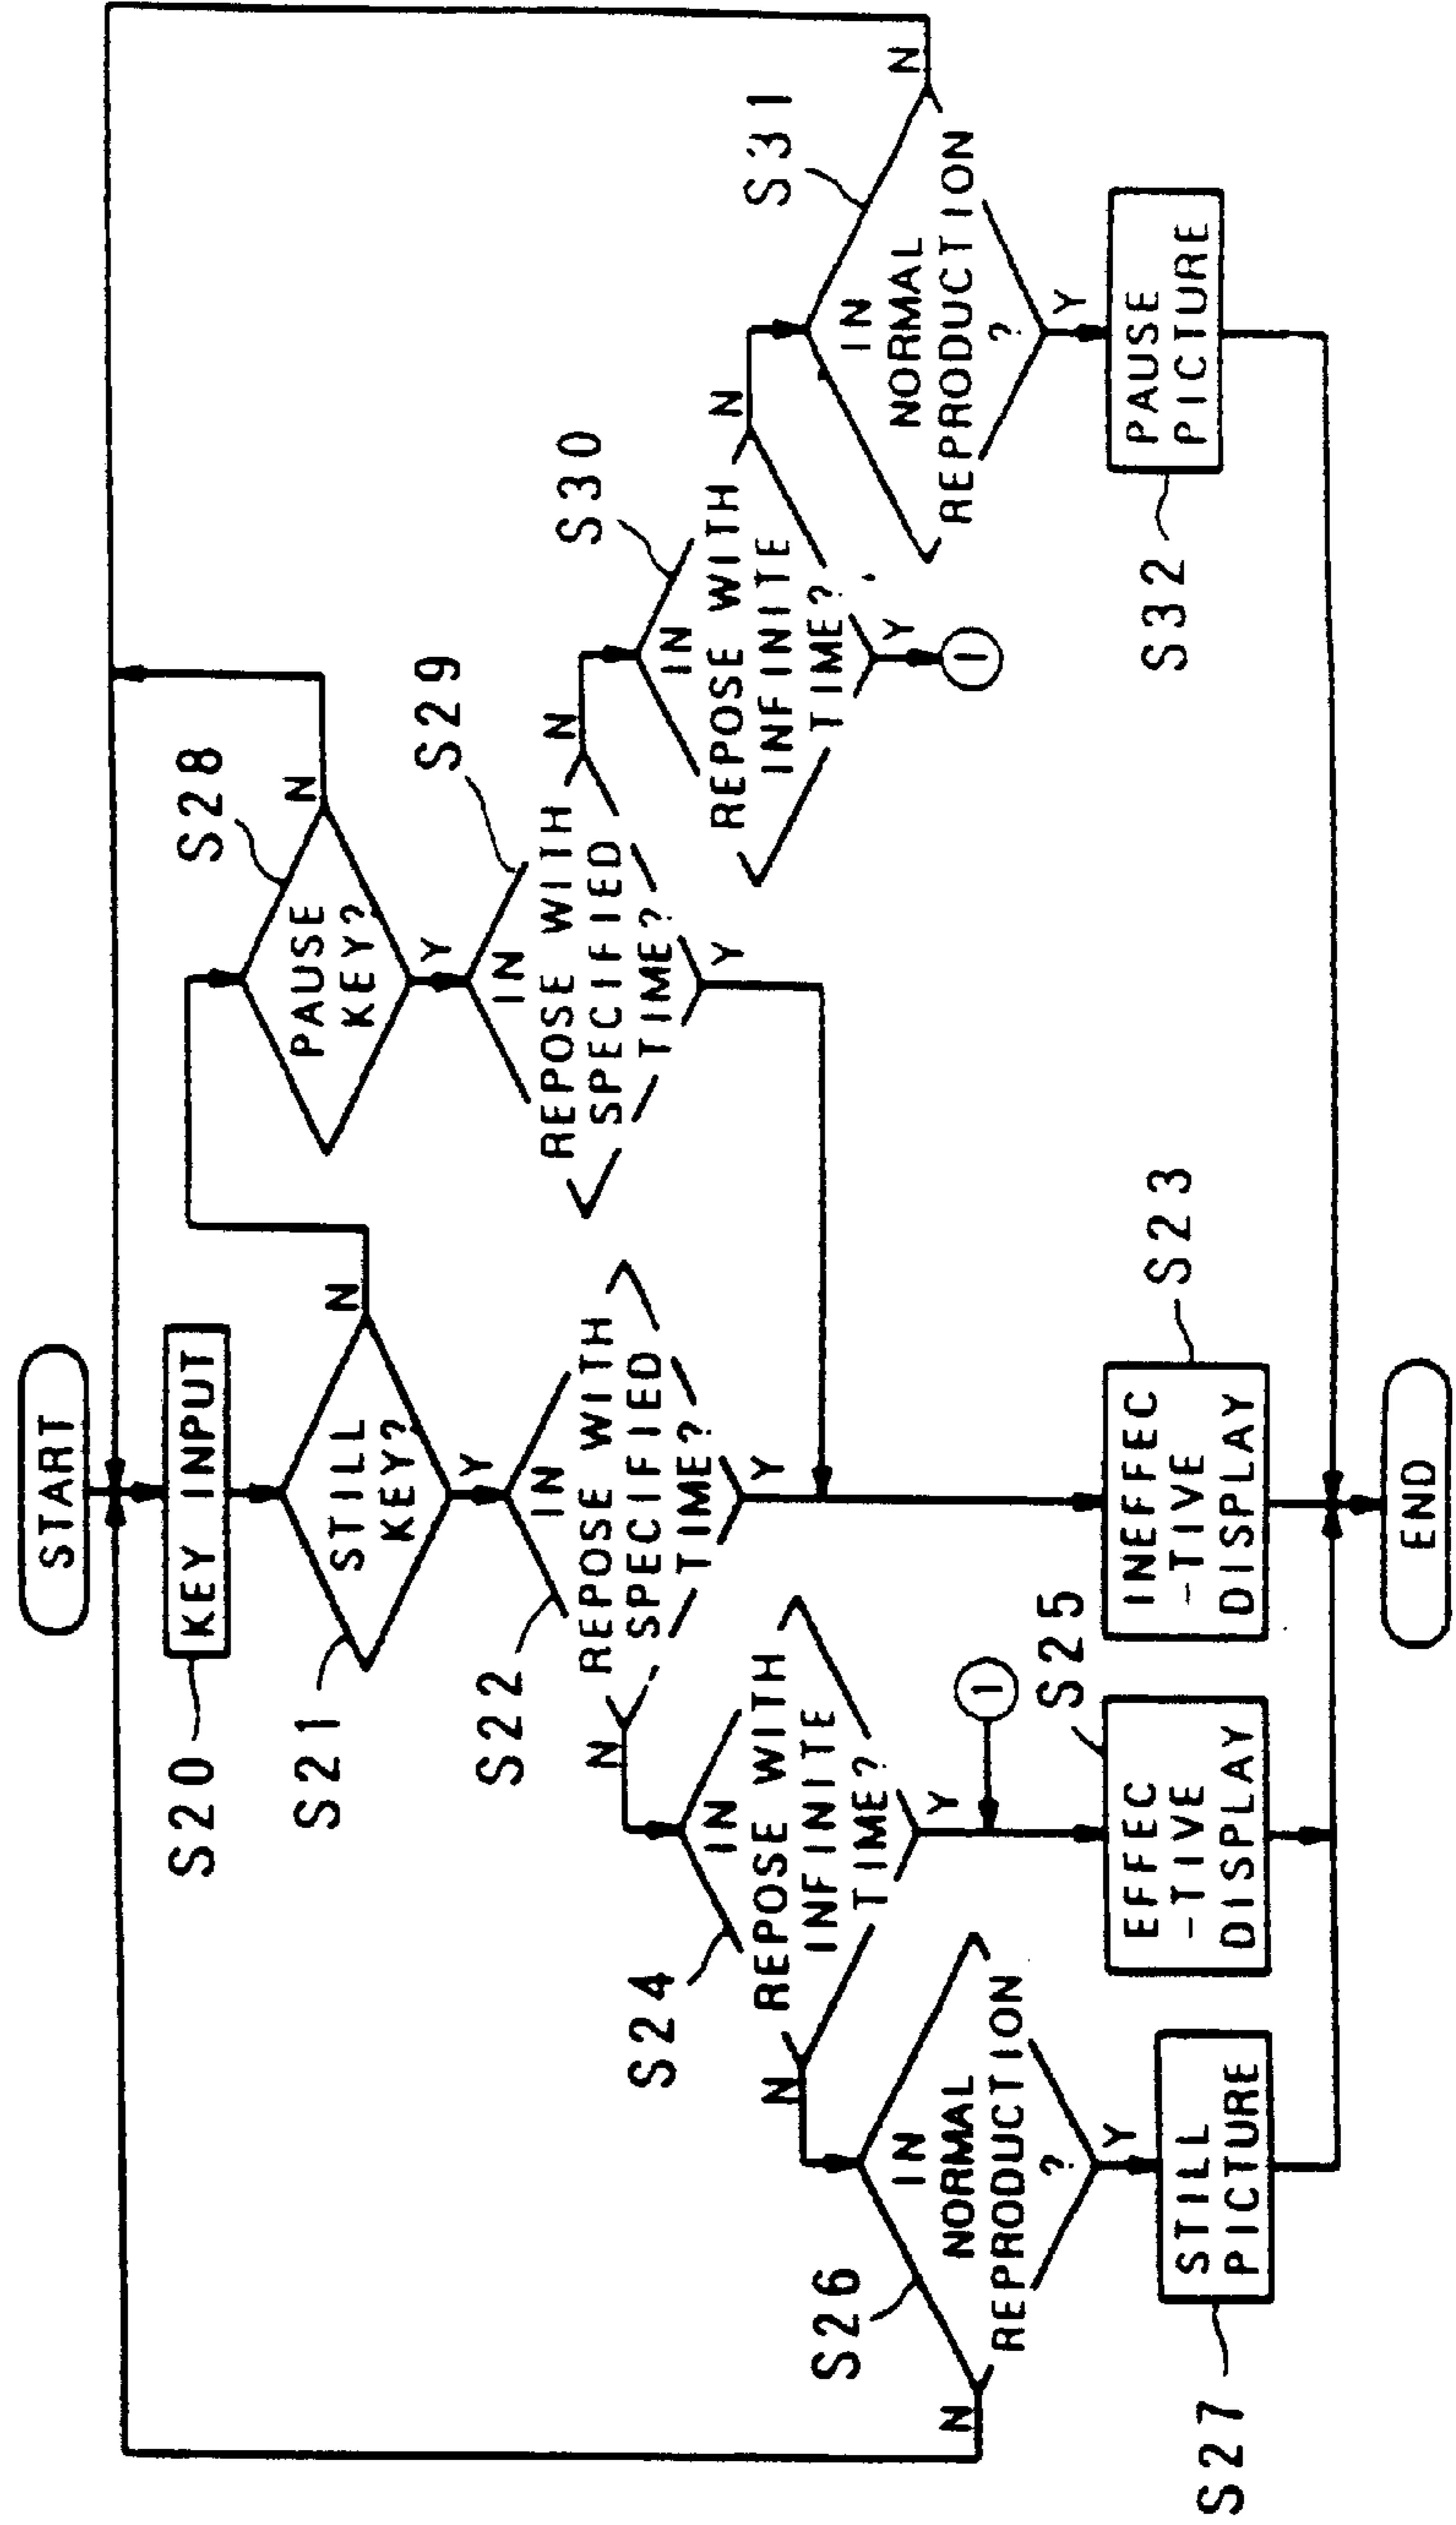 START
S20
KEY INPUT
S21
STILL
KEY?
N
Y
S28
PAUSE
KEY?
N
Y
S22
IN
REPOSE WITH
SPECIFIED
TIME?
N
Y
S29
IN
REPOSE WITH
SPECIFIED
TIME?
N
Y
S24
IN
REPOSE WITH
INFINITE
TIME?
N
Y
S30
IN
REPOSE WITH
INFINITE
TIME?
N
Y
1
1
S26
IN
NORMAL
REPRODUCTION
?
N
Y
S31
IN
NORMAL
REPRODUCTION
?
N
Y
S27
STILL
PICTURE
S25
EFFEC
-TIVE
DISPLAY
S23
INEFFEC
-TIVE
DISPLAY
S32
PAUSE
PICTURE
END